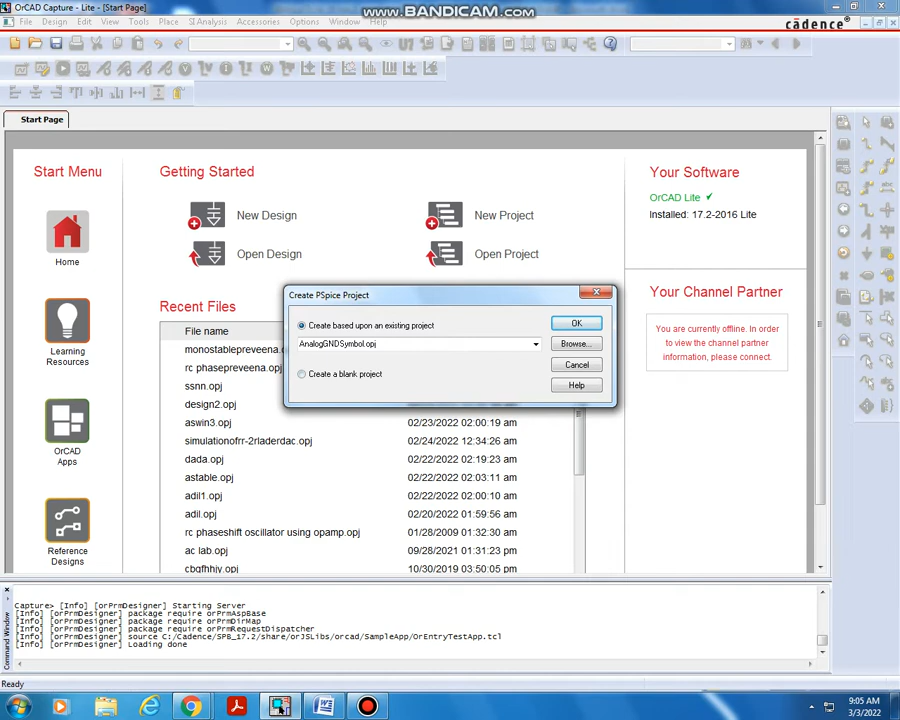 OrCAD Capture - Lite - [Start Page]
www.BANDICAM.com
File Design Edit View Tools Place SI Analysis Accessories Options Window Help
cādence®
Start Page
Start Menu
Home
Learning
Resources
OrCAD
Apps
Reference
Designs
Getting Started
New Design
New Project
Open Design
Open Project
Recent Files
File name
monostablepreveena.opj
rc phasepreveena.opj
ssnn.opj
design2.opj
aswin3.opj 02/23/2022 02:00:19 am
simulationofrr-2rladerdac.opj 02/24/2022 12:34:26 am
dada.opj 02/22/2022 02:19:23 am
astable.opj 02/22/2022 02:03:11 am
adil1.opj 02/22/2022 02:00:10 am
adil.opj 02/20/2022 01:59:56 am
rc phaseshift oscillator using opamp.opj 01/28/2009 01:32:30 am
ac lab.opj 09/28/2021 01:31:23 pm
cbgfhhjy.opj 10/30/2019 03:50:05 pm
Your Software
OrCAD Lite ✓
Installed: 17.2-2016 Lite
Your Channel Partner
You are currently offline. In order
to view the channel partner
information, please connect.
Create PSpice Project
Create based upon an existing project
AnalogGNDSymbol.opj
Create a blank project
OK
Browse...
Cancel
Help
Command Window
Capture> [Info] [orPrmDesigner] Starting Server
[Info] [orPrmDesigner] package require orPrmAspBase
[Info] [orPrmDesigner] package require orPrmDirMap
[Info] [orPrmDesigner] package require orPrmRequestDispatcher
[Info] [orPrmDesigner] source C:/Cadence/SPB_17.2/share/orJSLibs/orcad/SampleApp/OrEntryTestApp.tcl
[Info] [orPrmDesigner] Loading done
Ready
9:05 AM
3/3/2022